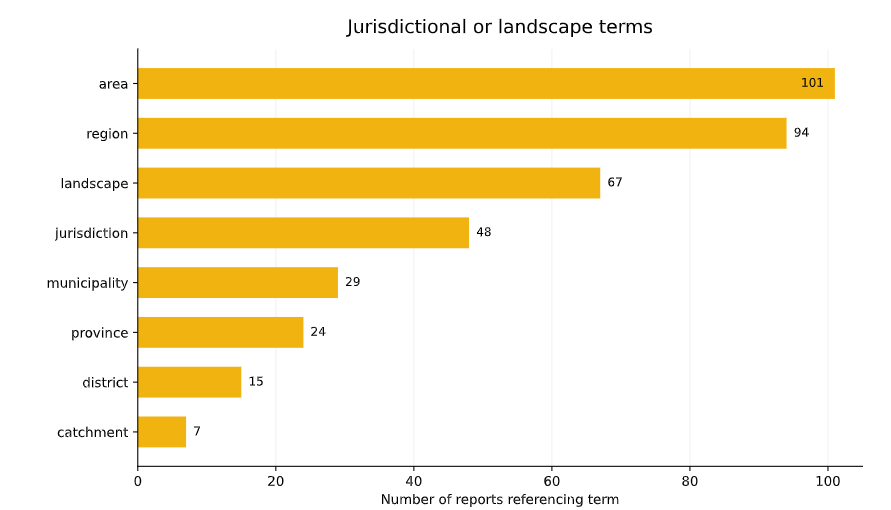 Jurisdictional or landscape terms
area 101
region 94
landscape 67
jurisdiction 48
municipality 29
province 24
district 15
catchment 7
0 20 40 60 80 100
Number of reports referencing term